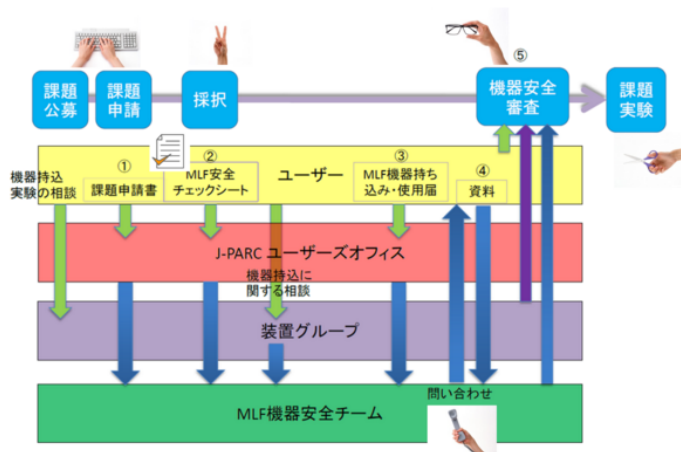 ⑤
課題
公募
課題
申請
採択
機器安全
審査
課題
実験
機器持込
実験の相談
①
課題申請書
②
MLF安全
チェックシート
ユーザー
③
MLF機器持ち
込み・使用届
④
資料
J-PARC ユーザーズオフィス
機器持込に
関する相談
装置グループ
問い合わせ
MLF機器安全チーム